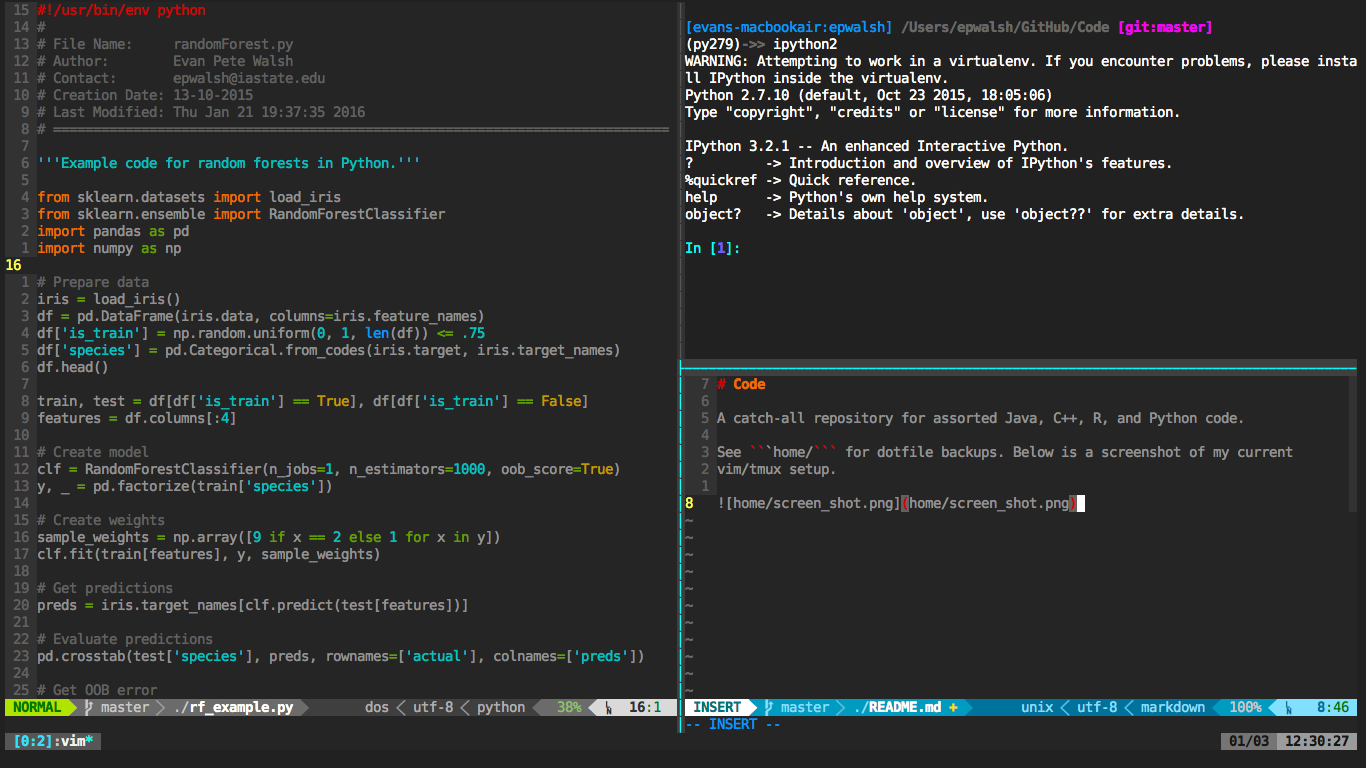 15 #!/usr/bin/env python
14 #
13 # File Name:     randomForest.py
12 # Author:        Evan Pete Walsh
11 # Contact:       epwalsh@iastate.edu
10 # Creation Date: 13-10-2015
9 # Last Modified: Thu Jan 21 19:37:35 2016
8 # =============================================================================
7
6 '''Example code for random forests in Python.'''
5
4 from sklearn.datasets import load_iris
3 from sklearn.ensemble import RandomForestClassifier
2 import pandas as pd
1 import numpy as np
16
1 # Prepare data
2 iris = load_iris()
3 df = pd.DataFrame(iris.data, columns=iris.feature_names)
4 df['is_train'] = np.random.uniform(0, 1, len(df)) <= .75
5 df['species'] = pd.Categorical.from_codes(iris.target, iris.target_names)
6 df.head()
7
8 train, test = df[df['is_train'] == True], df[df['is_train'] == False]
9 features = df.columns[:4]
10
11 # Create model
12 clf = RandomForestClassifier(n_jobs=1, n_estimators=1000, oob_score=True)
13 y, _ = pd.factorize(train['species'])
14
15 # Create weights
16 sample_weights = np.array([9 if x == 2 else 1 for x in y])
17 clf.fit(train[features], y, sample_weights)
18
19 # Get predictions
20 preds = iris.target_names[clf.predict(test[features])]
21
22 # Evaluate predictions
23 pd.crosstab(test['species'], preds, rownames=['actual'], colnames=['preds'])
24
25 # Get OOB error
NORMAL master ./rf_example.py dos utf-8 python 38% 16:1
[evans-macbookair:epwalsh] /Users/epwalsh/GitHub/Code [git:master]
(py279)->> ipython2
WARNING: Attempting to work in a virtualenv. If you encounter problems, please insta
ll IPython inside the virtualenv.
Python 2.7.10 (default, Oct 23 2015, 18:05:06)
Type "copyright", "credits" or "license" for more information.
IPython 3.2.1 -- An enhanced Interactive Python.
?         -> Introduction and overview of IPython's features.
%quickref -> Quick reference.
help      -> Python's own help system.
object?   -> Details about 'object', use 'object??' for extra details.
In [1]:
7 # Code
6
5 A catch-all repository for assorted Java, C++, R, and Python code.
4
3 See ```home/``` for dotfile backups. Below is a screenshot of my current
2 vim/tmux setup.
1
8 ![home/screen_shot.png](home/screen_shot.png)
~
~
~
~
~
~
~
~
~
~
~
INSERT master ./README.md + unix utf-8 markdown 100% 8:46
-- INSERT --
[0:2]:vim* 01/03 12:30:27